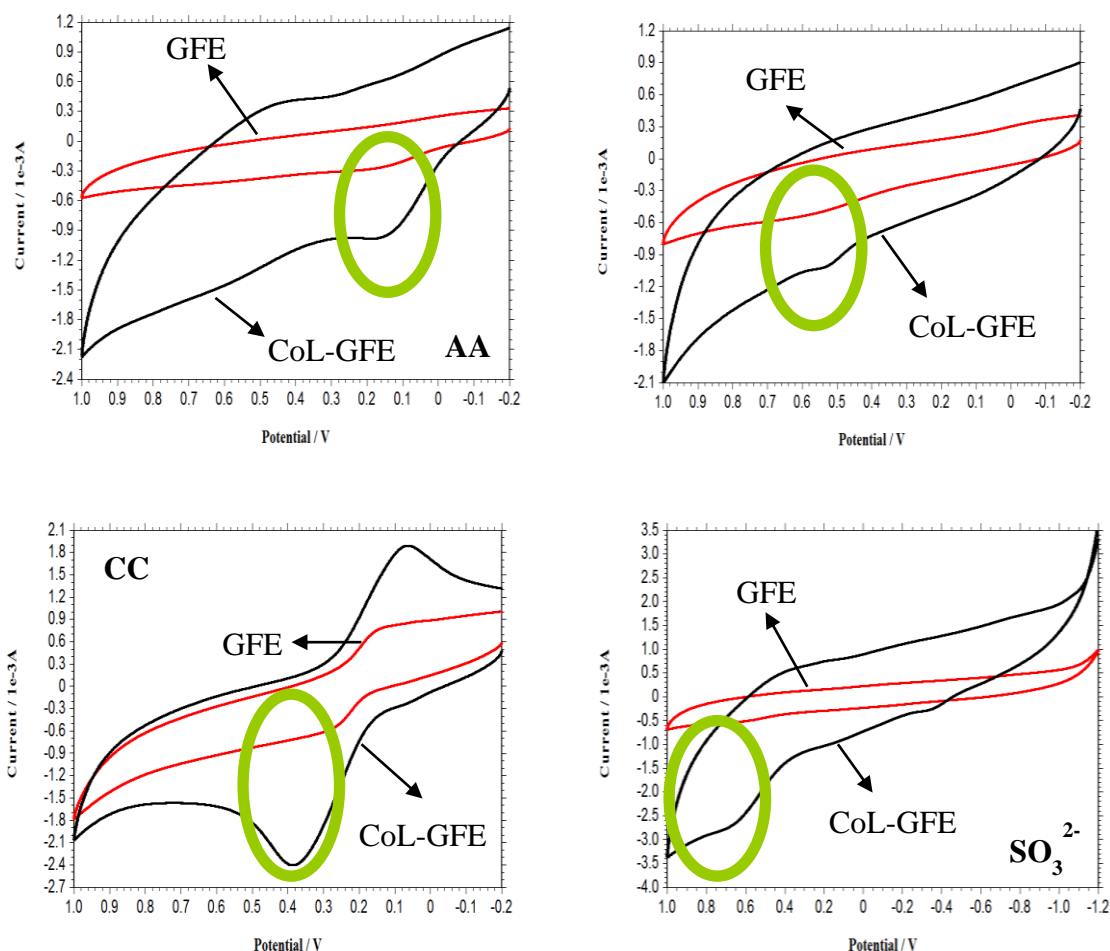 1.2
0.9
0.6
0.3
0
-0.3
-0.6
-0.9
-1.2
-1.5
-1.8
-2.1
-2.4
Current / 1e-3A
GFE
CoL-GFE
AA
1.0 0.9 0.8 0.7 0.6 0.5 0.4 0.3 0.2 0.1 0 -0.1 -0.2
Potential / V
1.2
0.9
0.6
0.3
0
-0.3
-0.6
-0.9
-1.2
-1.5
-1.8
-2.1
Current / 1e-3A
GFE
CoL-GFE
1.0 0.9 0.8 0.7 0.6 0.5 0.4 0.3 0.2 0.1 0 -0.1 -0.2
Potential / V
2.1
1.8
1.5
1.2
0.9
0.6
0.3
0
-0.3
-0.6
-0.9
-1.2
-1.5
-1.8
-2.1
-2.4
-2.7
Current / 1e-3A
CC
GFE
CoL-GFE
1.0 0.9 0.8 0.7 0.6 0.5 0.4 0.3 0.2 0.1 0 -0.1 -0.2
Potential / V
3.5
3.0
2.5
2.0
1.5
1.0
0.5
0
-0.5
-1.0
-1.5
-2.0
-2.5
-3.0
-3.5
-4.0
Current / 1e-3A
GFE
CoL-GFE
SO₃²⁻
1.0 0.8 0.6 0.4 0.2 0 -0.2 -0.4 -0.6 -0.8 -1.0 -1.2
Potential / V